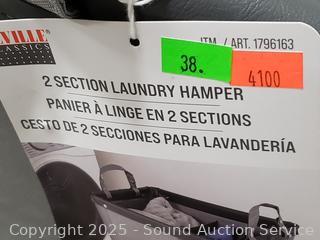 VILLE
CLASSICS
ITM. / ART. 1796163
38.
4100
2 SECTION LAUNDRY HAMPER
PANIER À LINGE EN 2 SECTIONS
CESTO DE 2 SECCIONES PARA LAVANDERÍA
Copyright 2025 - Sound Auction Service